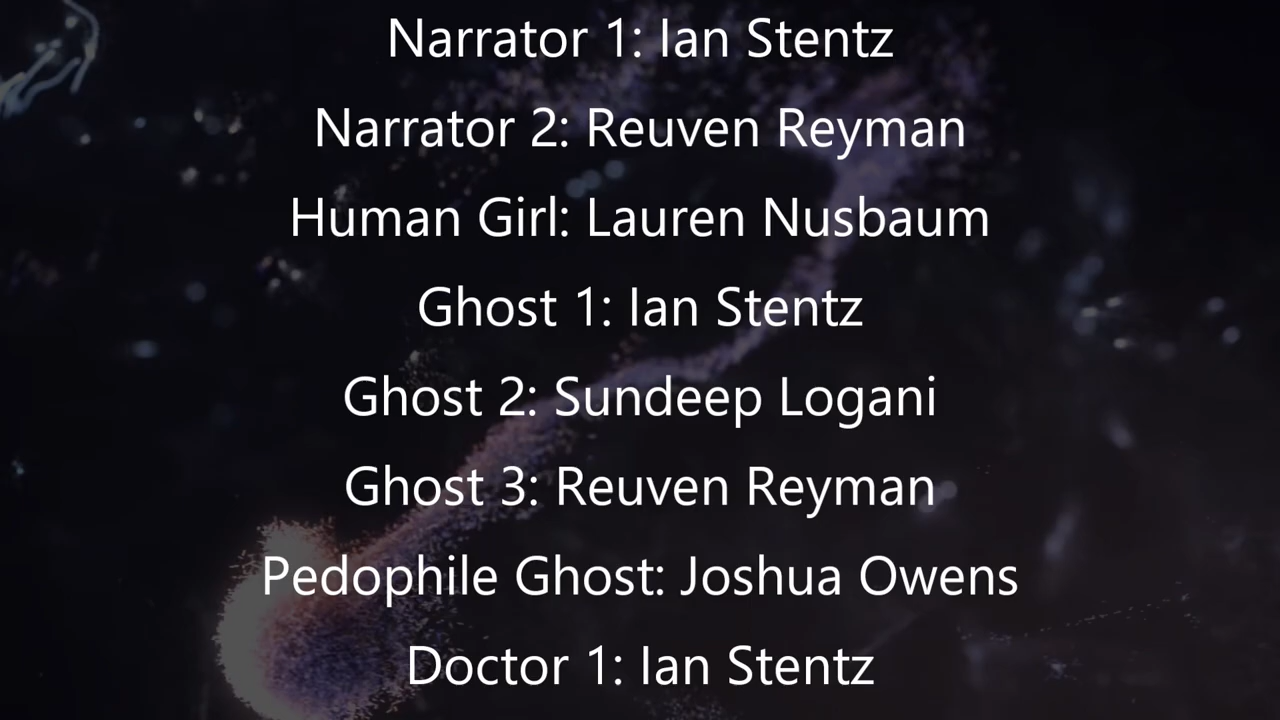 Narrator 1: Ian Stentz
Narrator 2: Reuven Reyman
Human Girl: Lauren Nusbaum
Ghost 1: Ian Stentz
Ghost 2: Sundeep Logani
Ghost 3: Reuven Reyman
Pedophile Ghost: Joshua Owens
Doctor 1: Ian Stentz